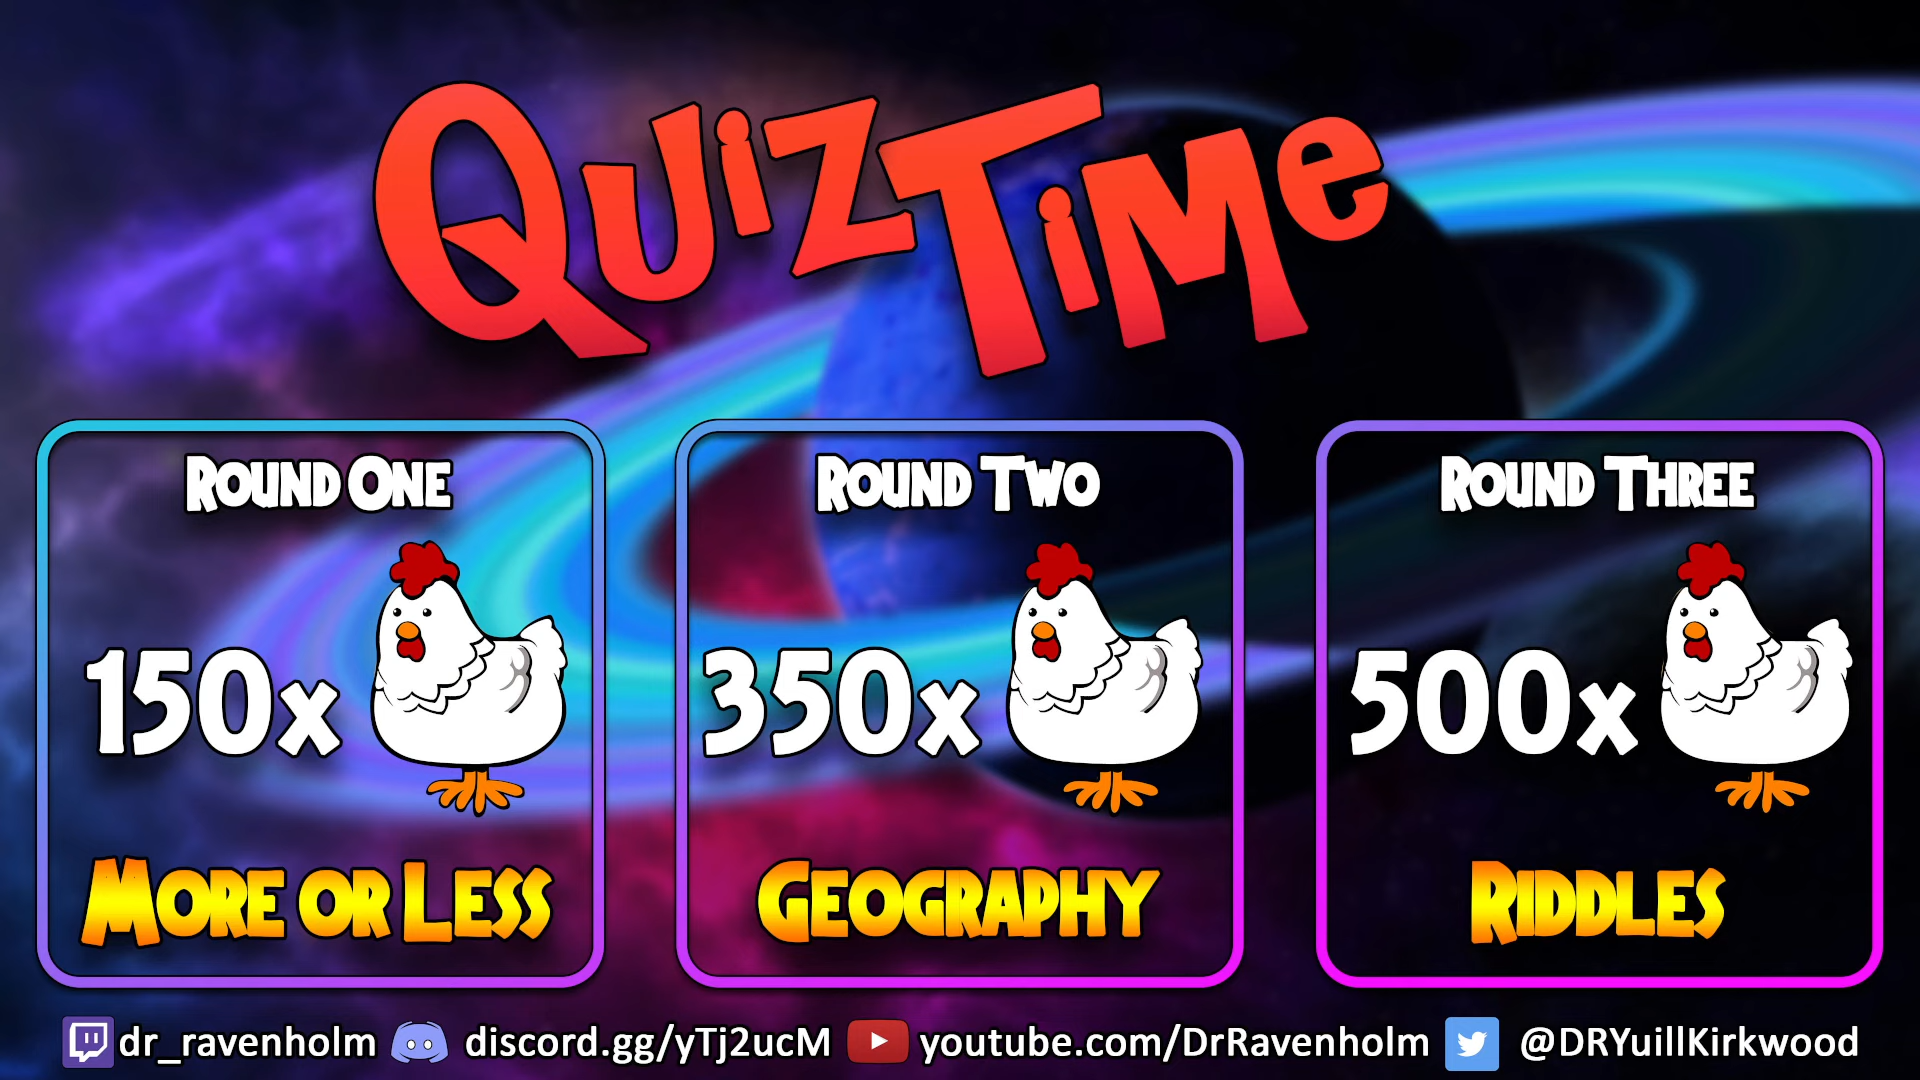 QUIZTIME
ROUND ONE
150x
MORE OR LESS
ROUND TWO
350x
GEOGRAPHY
ROUND THREE
500x
RIDDLES
dr_ravenholm discord.gg/yTj2ucM youtube.com/DrRavenholm @DRYuillKirkwood